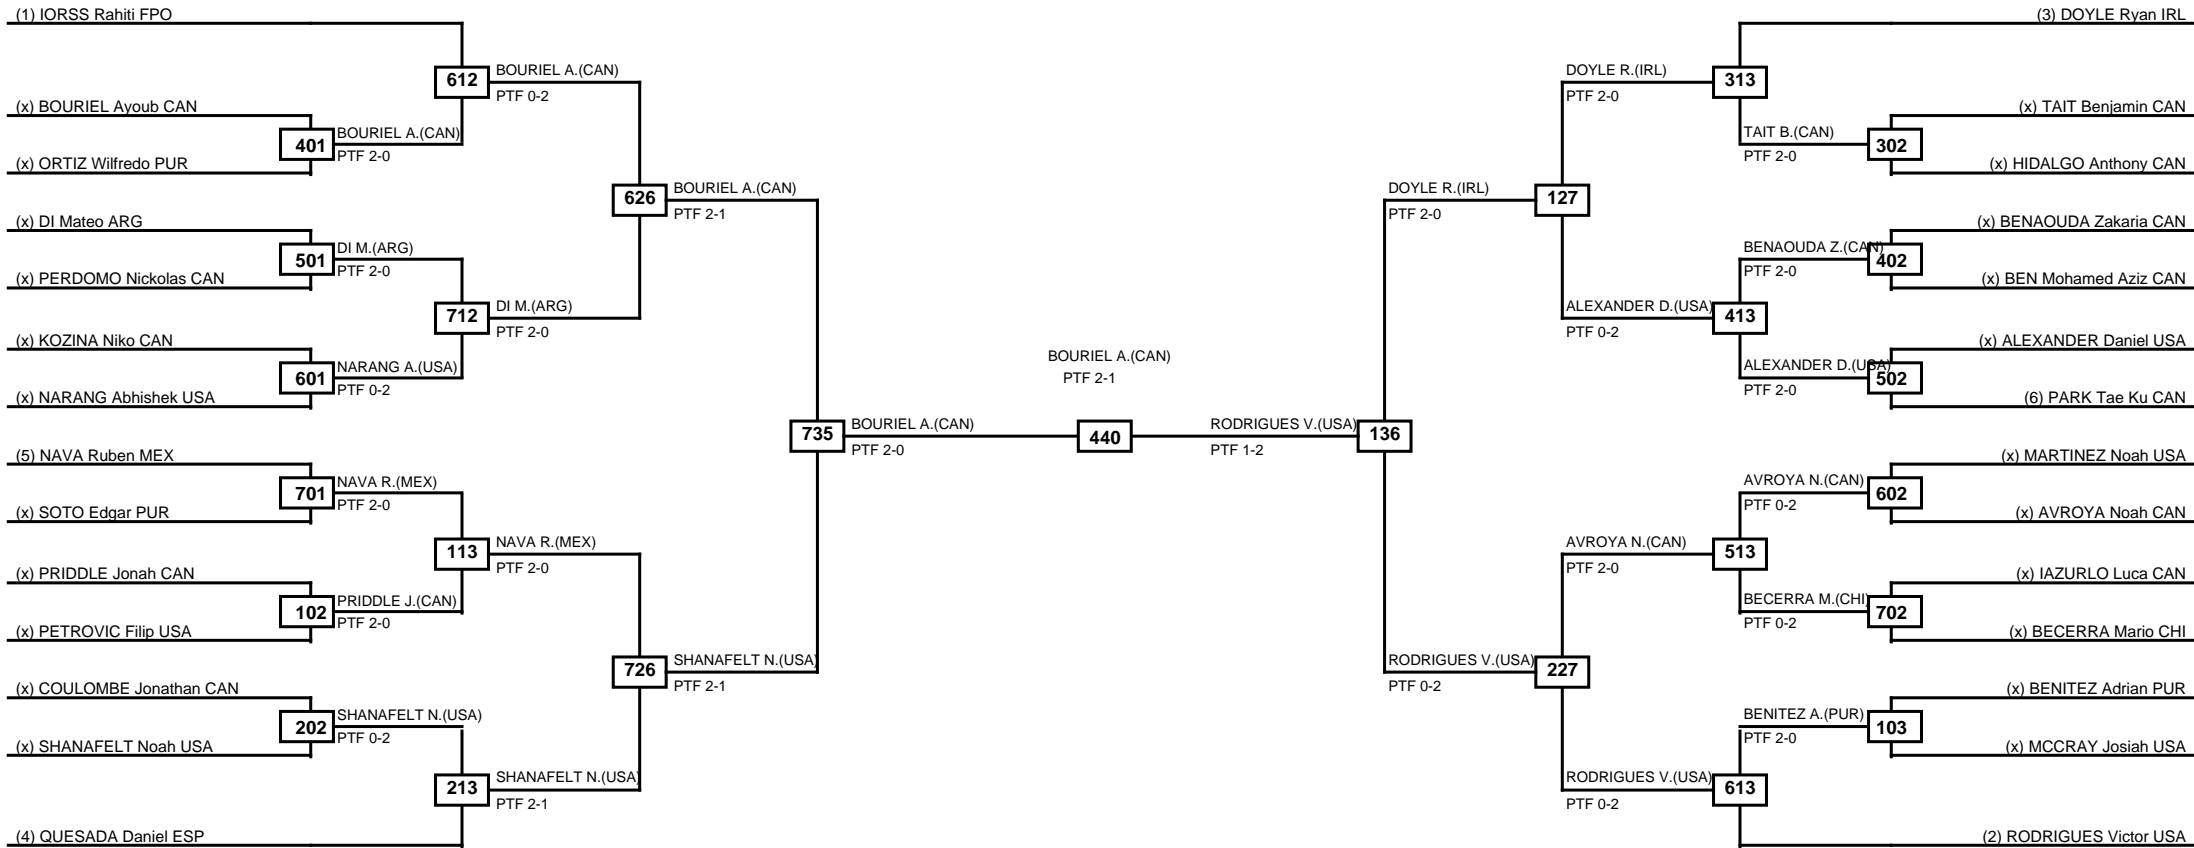 (1) IORSS Rahiti FPO
612
BOURIEL A.(CAN)
PTF 0-2
(x) BOURIEL Ayoub CAN
401
BOURIEL A.(CAN)
PTF 2-0
(x) ORTIZ Wilfredo PUR
626
BOURIEL A.(CAN)
PTF 2-1
(x) DI Mateo ARG
501
DI M.(ARG)
PTF 2-0
(x) PERDOMO Nickolas CAN
712
DI M.(ARG)
PTF 2-0
(x) KOZINA Niko CAN
601
NARANG A.(USA)
PTF 0-2
(x) NARANG Abhishek USA
735
BOURIEL A.(CAN)
PTF 2-0
(5) NAVA Ruben MEX
701
NAVA R.(MEX)
PTF 2-0
(x) SOTO Edgar PUR
113
NAVA R.(MEX)
PTF 2-0
(x) PRIDDLE Jonah CAN
102
PRIDDLE J.(CAN)
PTF 2-0
(x) PETROVIC Filip USA
726
SHANAFELT N.(USA)
PTF 2-1
(x) COULOMBE Jonathan CAN
202
SHANAFELT N.(USA)
PTF 0-2
(x) SHANAFELT Noah USA
213
SHANAFELT N.(USA)
PTF 2-1
(4) QUESADA Daniel ESP
BOURIEL A.(CAN)
PTF 2-1
440
(3) DOYLE Ryan IRL
DOYLE R.(IRL)
PTF 2-0
313
(x) TAIT Benjamin CAN
TAIT B.(CAN)
PTF 2-0
302
(x) HIDALGO Anthony CAN
DOYLE R.(IRL)
PTF 2-0
127
(x) BENAOUDA Zakaria CAN
BENAOUDA Z.(CAN)
PTF 2-0
402
(x) BEN Mohamed Aziz CAN
ALEXANDER D.(USA)
PTF 0-2
413
(x) ALEXANDER Daniel USA
ALEXANDER D.(USA)
PTF 2-0
502
(6) PARK Tae Ku CAN
RODRIGUES V.(USA)
PTF 1-2
136
(x) MARTINEZ Noah USA
AVROYA N.(CAN)
PTF 0-2
602
(x) AVROYA Noah CAN
AVROYA N.(CAN)
PTF 2-0
513
(x) IAZURLO Luca CAN
BECERRA M.(CHI)
PTF 0-2
702
(x) BECERRA Mario CHI
RODRIGUES V.(USA)
PTF 0-2
227
(x) BENITEZ Adrian PUR
BENITEZ A.(PUR)
PTF 2-0
103
(x) MCCRAY Josiah USA
RODRIGUES V.(USA)
PTF 0-2
613
(2) RODRIGUES Victor USA